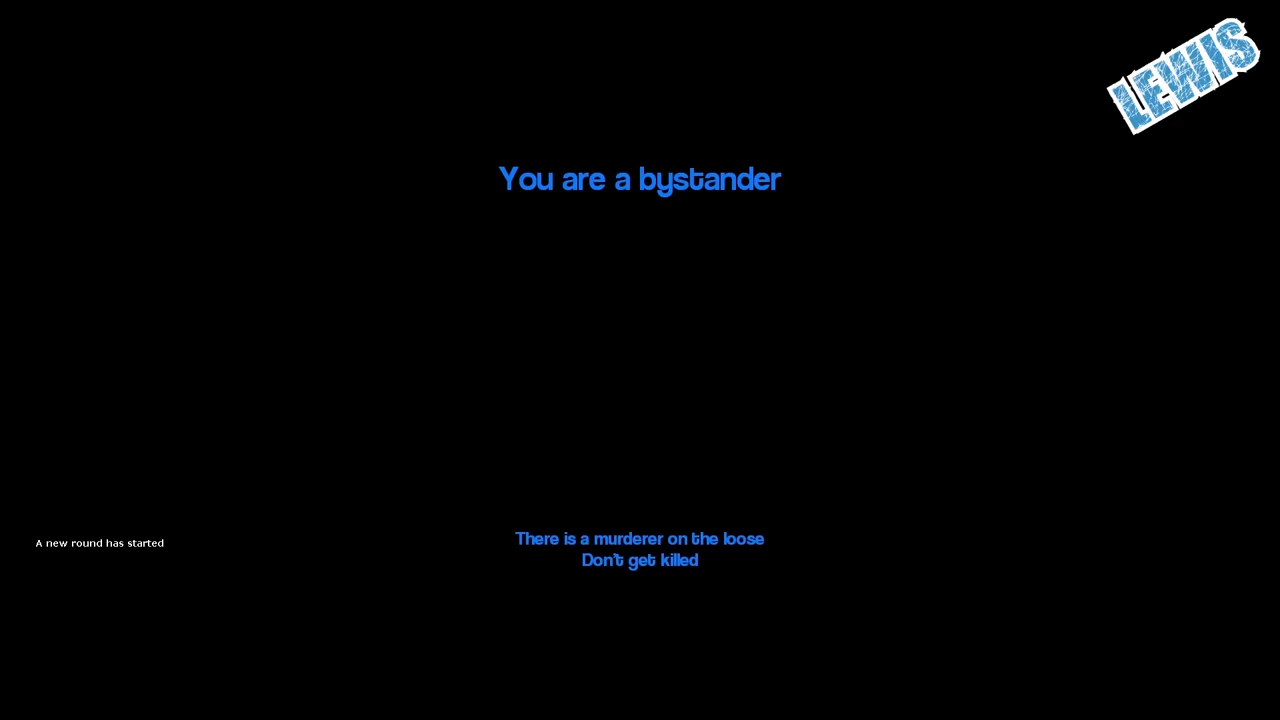 LEWIS
You are a bystander
There is a murderer on the loose
Don't get killed
A new round has started